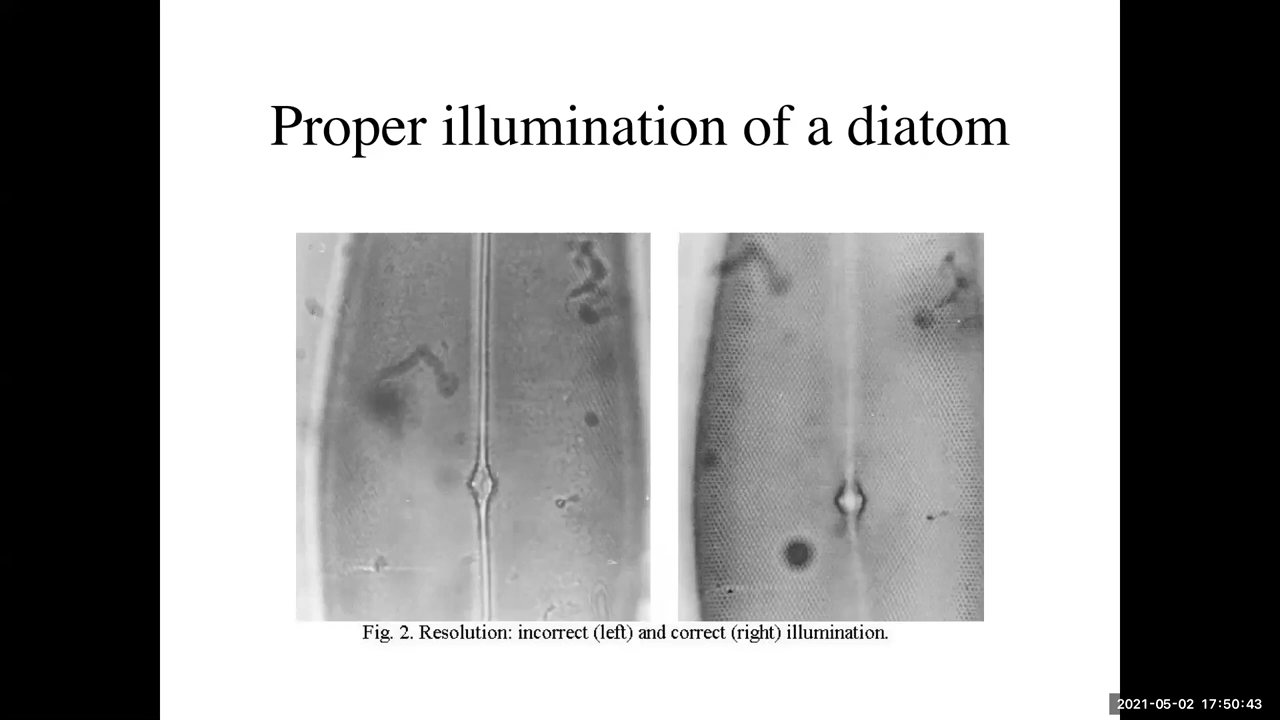 Proper illumination of a diatom
Fig. 2. Resolution: incorrect (left) and correct (right) illumination.
2021-05-02 17:50:43